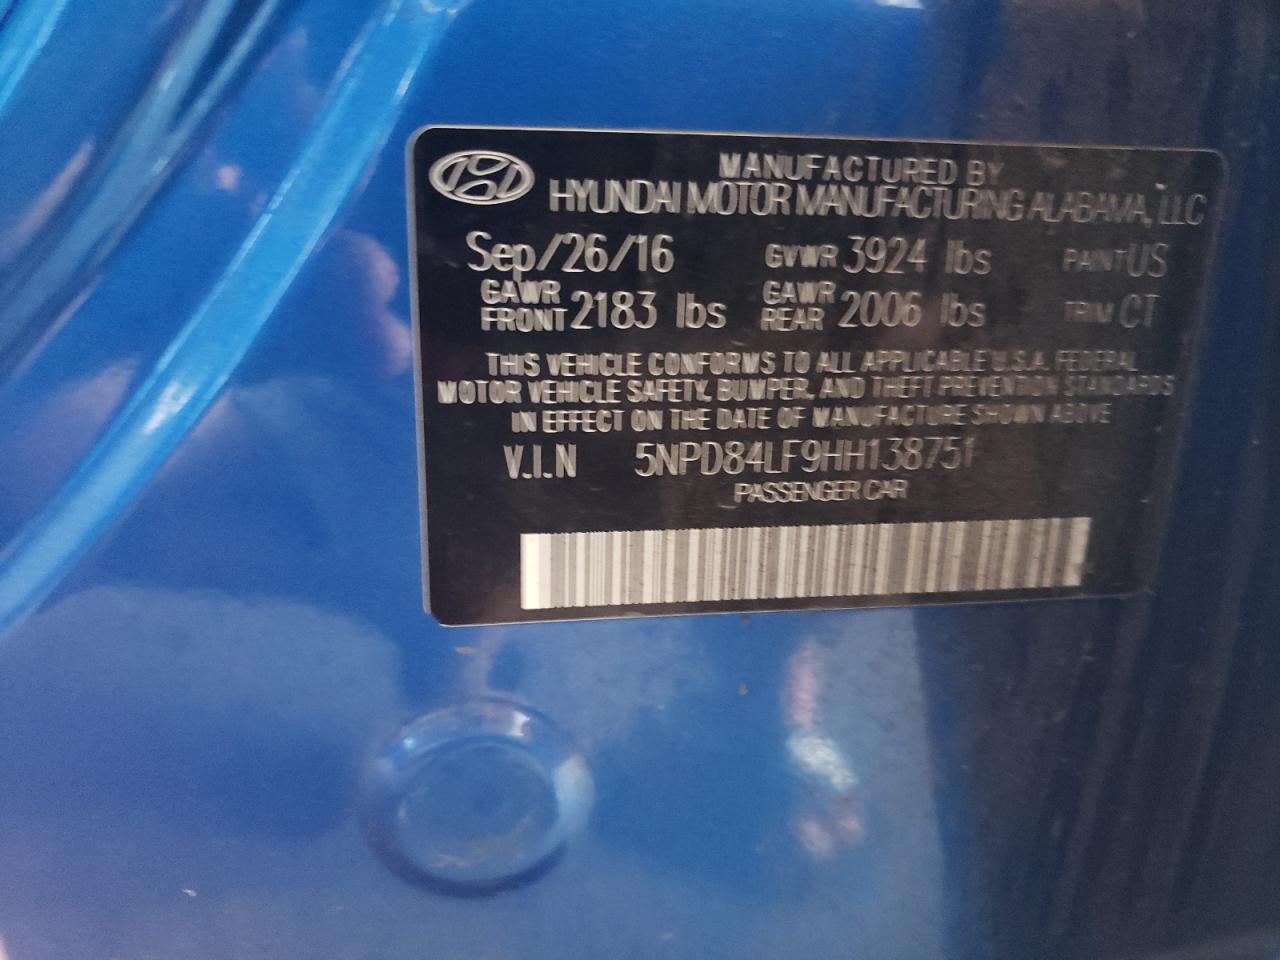 MANUFACTURED BY
HYUNDAI MOTOR MANUFACTURING ALABAMA, LLC
Sep/26/16 GVWR 3924 lbs PAINT US
GAWR FRONT 2183 lbs GAWR REAR 2006 lbs TRIM CT
THIS VEHICLE CONFORMS TO ALL APPLICABLE U.S.A. FEDERAL
MOTOR VEHICLE SAFETY, BUMPER, AND THEFT PREVENTION STANDARDS
IN EFFECT ON THE DATE OF MANUFACTURE SHOWN ABOVE
V.I.N 5NPD84LF9HH138751
PASSENGER CAR